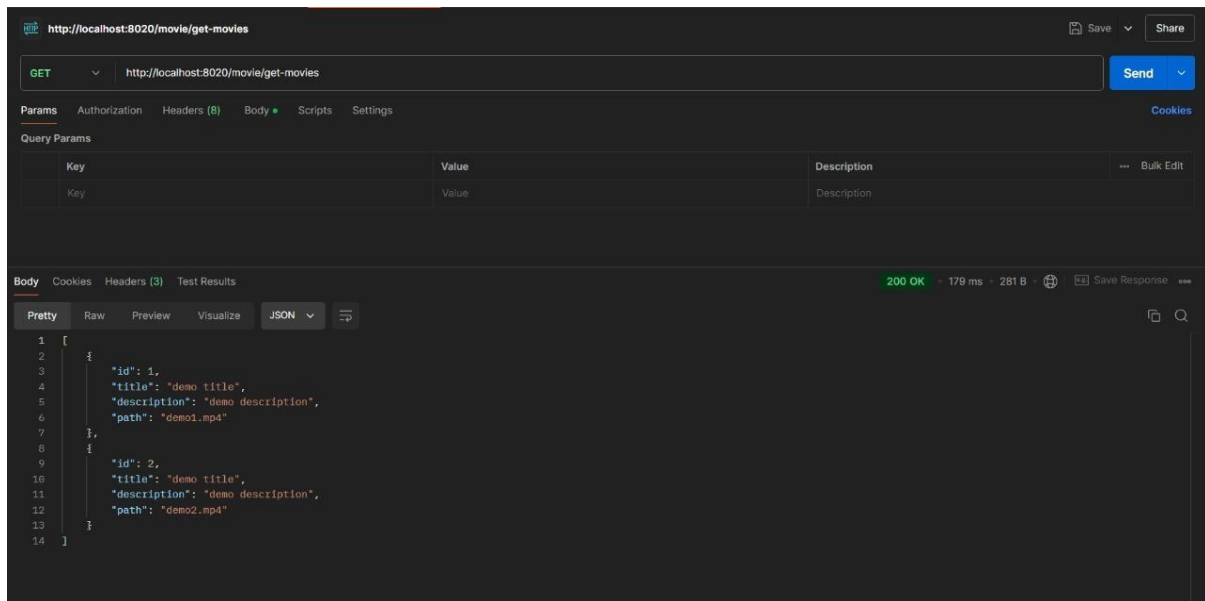 HTTP http://localhost:8020/movie/get-movies Save Share
GET http://localhost:8020/movie/get-movies Send
Params Authorization Headers (8) Body Scripts Settings Cookies
Query Params
Key Value Description Bulk Edit
Key Value Description
Body Cookies Headers (3) Test Results 200 OK 179 ms 281 B Save Response
Pretty Raw Preview Visualize JSON
1 [
2 {
3 "id": 1,
4 "title": "demo title",
5 "description": "demo description",
6 "path": "demo1.mp4"
7 },
8 {
9 "id": 2,
10 "title": "demo title",
11 "description": "demo description",
12 "path": "demo2.mp4"
13 }
14 ]